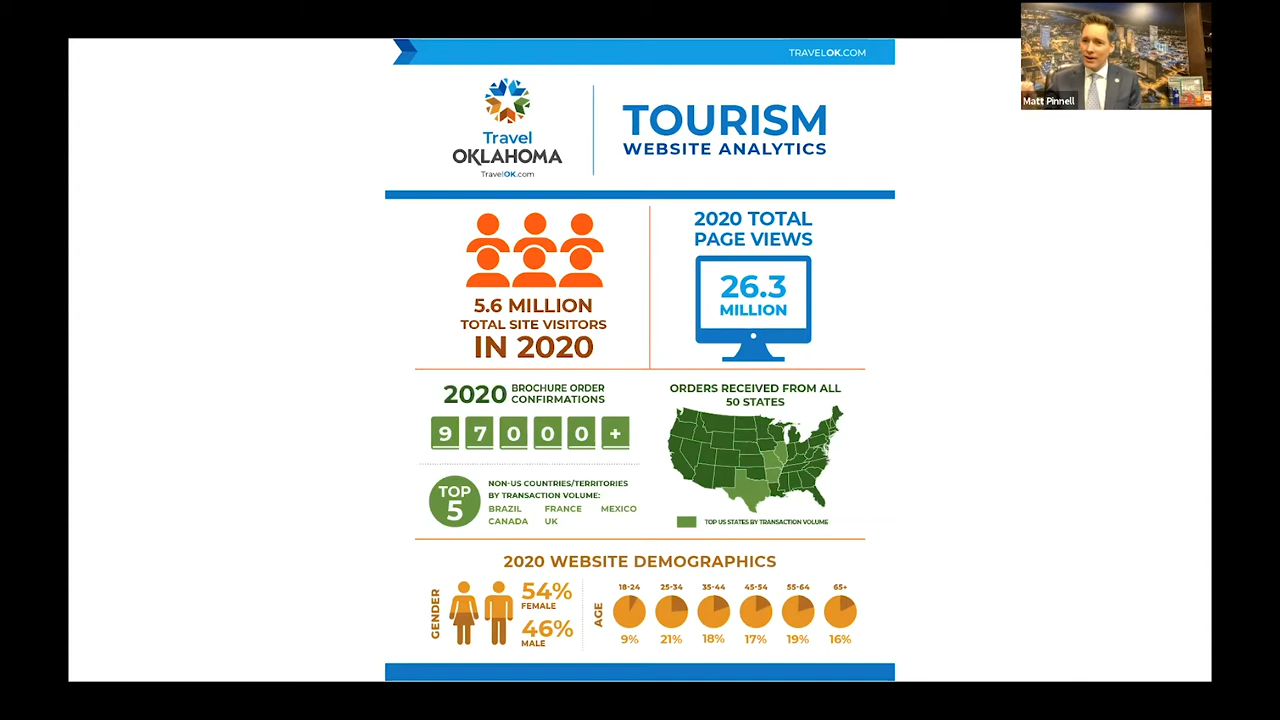 TRAVELOK.COM
Matt Pinnell
Travel
OKLAHOMA
TravelOK.com
TOURISM
WEBSITE ANALYTICS
5.6 MILLION
TOTAL SITE VISITORS
IN 2020
2020 TOTAL
PAGE VIEWS
26.3
MILLION
2020 BROCHURE ORDER
CONFIRMATIONS
9 7 0 0 0 +
ORDERS RECEIVED FROM ALL
50 STATES
TOP US STATES BY TRANSACTION VOLUME
TOP
5
NON-US COUNTRIES/TERRITORIES
BY TRANSACTION VOLUME:
BRAZIL FRANCE MEXICO
CANADA UK
2020 WEBSITE DEMOGRAPHICS
GENDER
54%
FEMALE
46%
MALE
AGE
18-24 25-34 35-44 45-54 55-64 65+
9% 21% 18% 17% 19% 16%